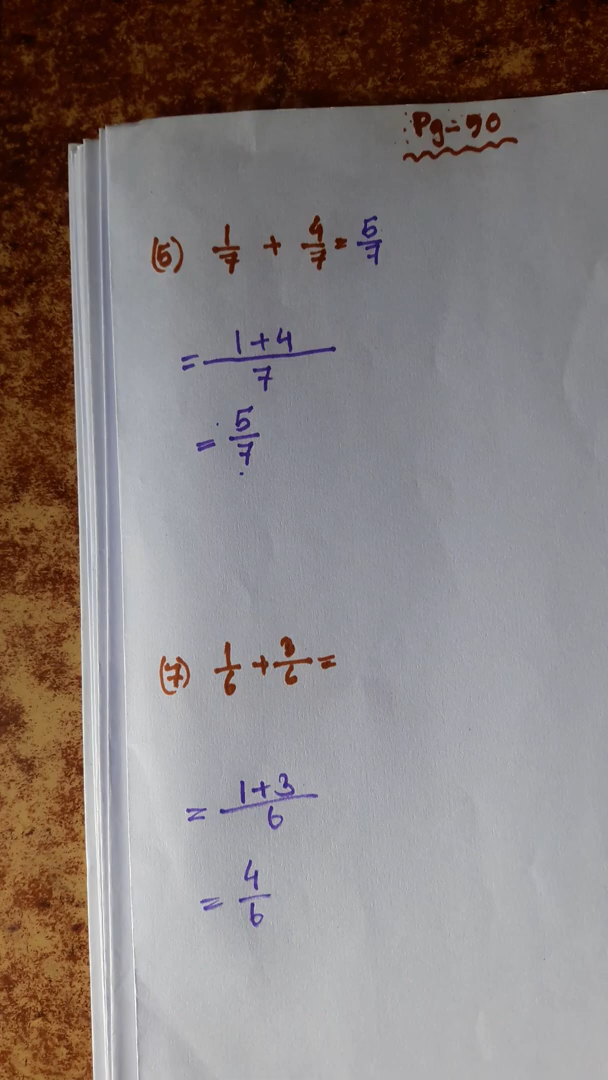 Pg=90
(5) 1/7 + 4/7 = 5/7
= 1+4/7
= 5/7
(7) 1/6 + 3/6 =
= 1+3/6
= 4/6